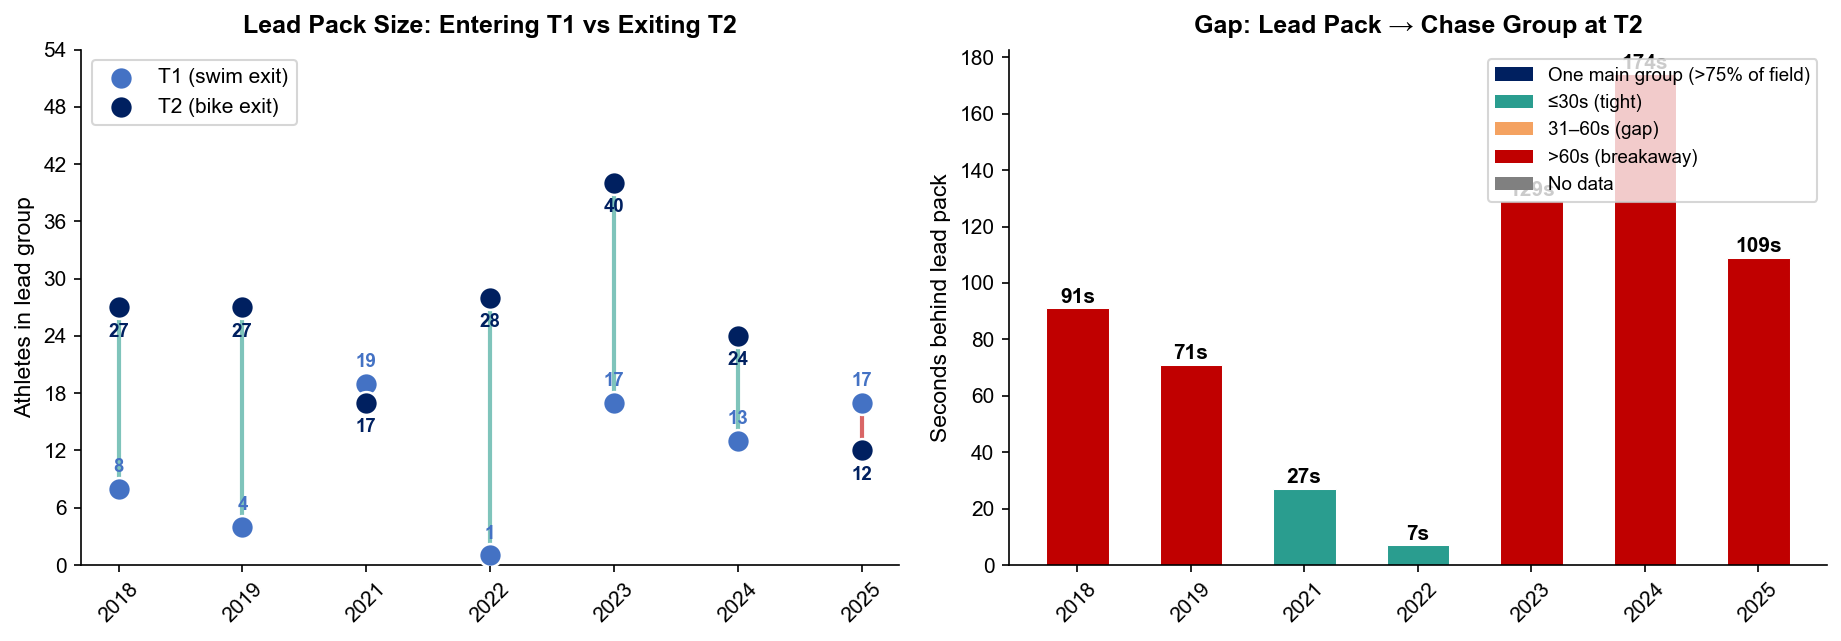 Lead Pack Size: Entering T1 vs Exiting T2
T1 (swim exit)
T2 (bike exit)
Athletes in lead group
54
48
42
36
30
24
18
12
6
0
27
8
27
4
19
17
28
1
40
17
24
13
17
12
2018
2019
2021
2022
2023
2024
2025
Gap: Lead Pack → Chase Group at T2
One main group (>75% of field)
≤30s (tight)
31–60s (gap)
>60s (breakaway)
No data
Seconds behind lead pack
180
160
140
120
100
80
60
40
20
0
91s
71s
27s
7s
129s
174s
109s
2018
2019
2021
2022
2023
2024
2025